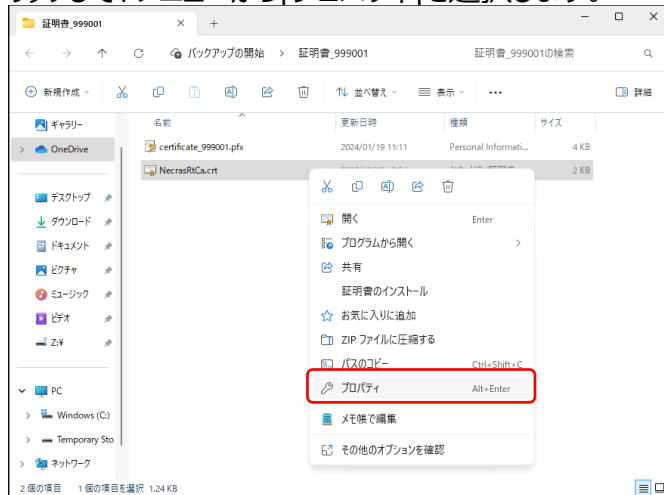 証明書_999001
バックアップの開始 > 証明書_999001
証明書_999001の検索
新規作成
並べ替え
表示
詳細
名前
更新日時
種類
サイズ
ギャラリー
OneDrive
デスクトップ
ダウンロード
ドキュメント
ピクチャ
ミュージック
ビデオ
Z:¥
PC
Windows (C:)
Temporary Sto
ネットワーク
certificate_999001.pfx 2024/01/19 11:11 Personal Informati... 4 KB
NecrasRtCa.crt 2 KB
開く Enter
プログラムから開く
共有
証明書のインストール
お気に入りに追加
ZIP ファイルに圧縮する
パスのコピー Ctrl+Shift+C
プロパティ Alt+Enter
メモ帳で編集
その他のオプションを確認
2 個の項目 1 個の項目を選択 1.24 KB